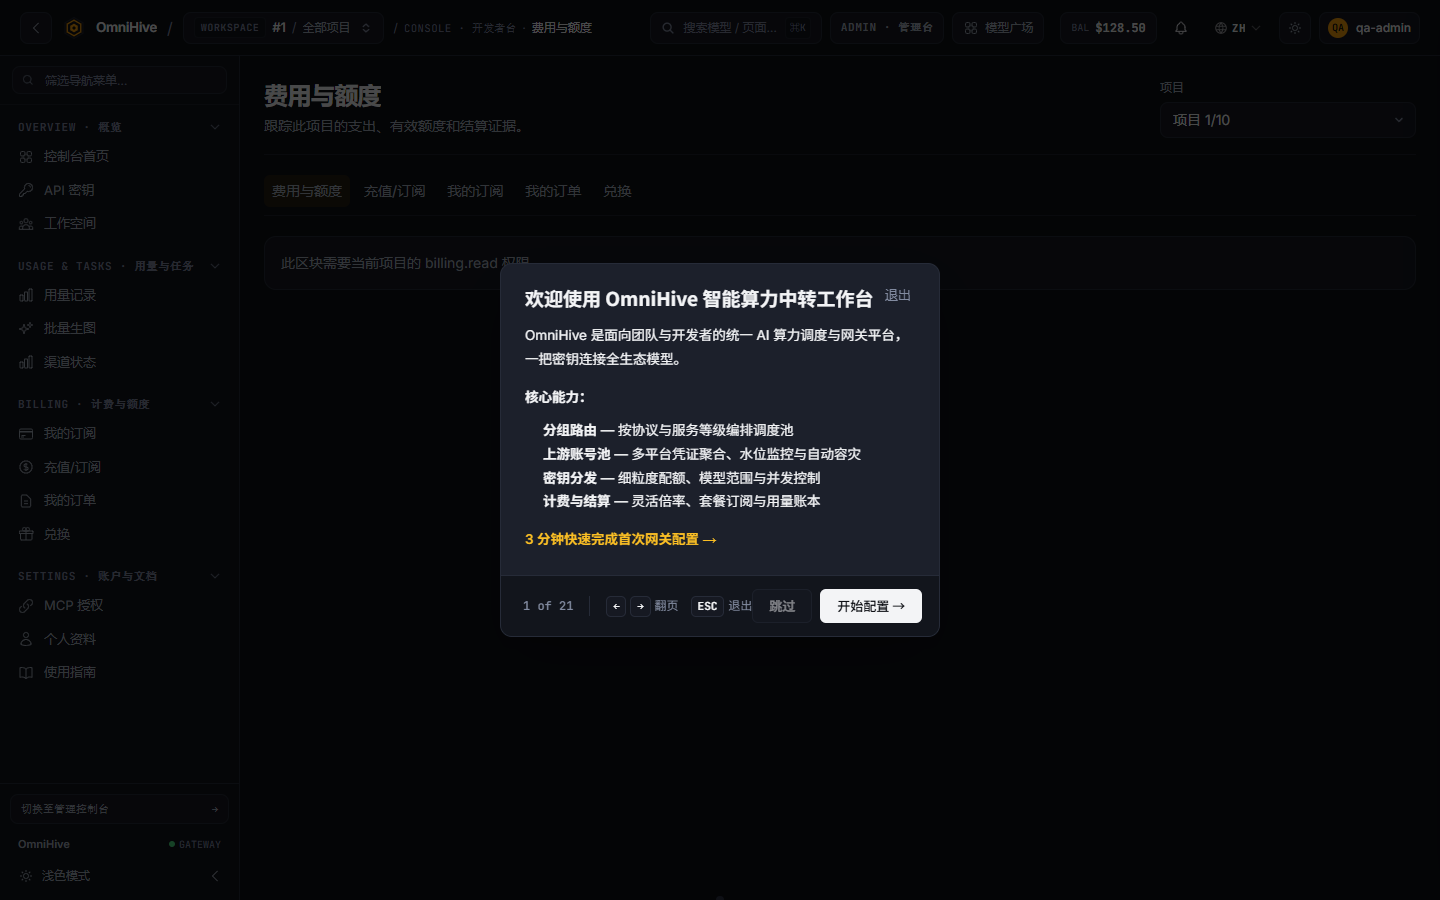 OmniHive / WORKSPACE #1 / 全部项目 / CONSOLE · 开发者台 · 费用与额度 搜索模型 / 页面... ⌘K ADMIN · 管理台 模型广场 BAL $128.50 ZH QA qa-admin
筛选导航菜单...
OVERVIEW · 概览
控制台首页
API 密钥
工作空间
USAGE & TASKS · 用量与任务
用量记录
批量生图
渠道状态
BILLING · 计费与额度
我的订阅
充值/订阅
我的订单
兑换
SETTINGS · 账户与文档
MCP 授权
个人资料
使用指南
切换至管理控制台 →
OmniHive GATEWAY
浅色模式
费用与额度
跟踪此项目的支出、有效额度和结算证据。
项目
项目 1/10
费用与额度 充值/订阅 我的订阅 我的订单 兑换
此区块需要当前项目的 billing.read 权限
欢迎使用 OmniHive 智能算力中转工作台 退出
OmniHive 是面向团队与开发者的统一 AI 算力调度与网关平台，
一把密钥连接全生态模型。
核心能力：
分组路由 — 按协议与服务等级编排调度池
上游账号池 — 多平台凭证聚合、水位监控与自动容灾
密钥分发 — 细粒度配额、模型范围与并发控制
计费与结算 — 灵活倍率、套餐订阅与用量账本
3 分钟快速完成首次网关配置 →
1 of 21 ← → 翻页 ESC 退出 跳过 开始配置 →